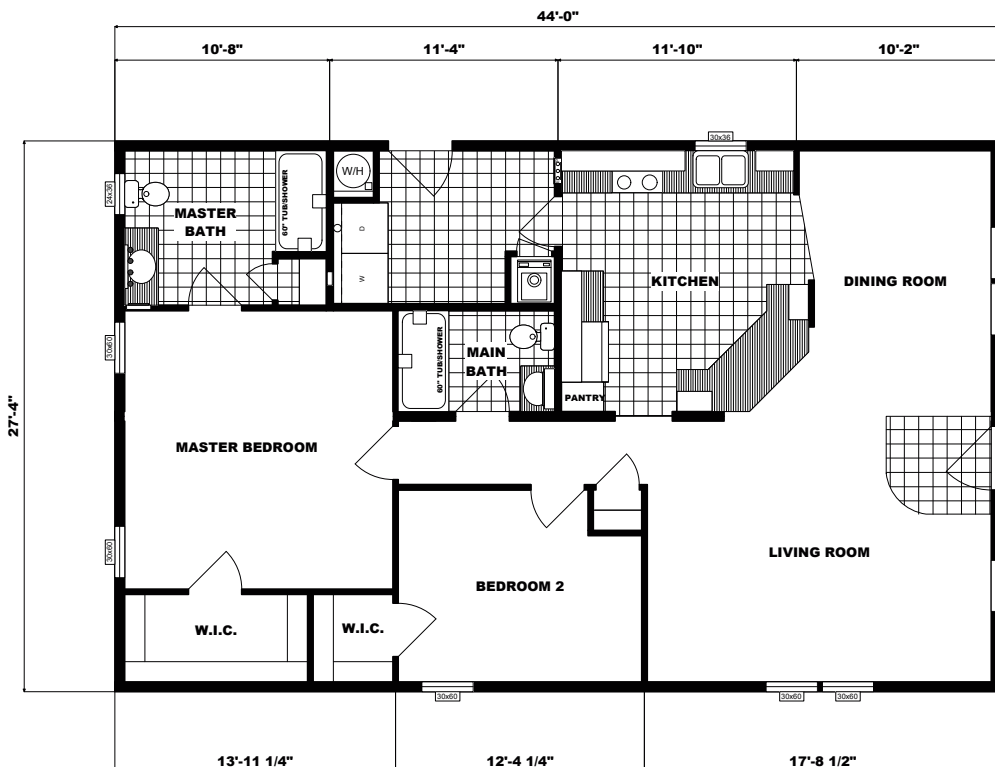 44'-0"
10'-8"
11'-4"
11'-10"
10'-2"
30x36
W/H
24x36
60" TUB/SHOWER
MASTER
BATH
D
W
KITCHEN
DINING ROOM
30x60
60" TUB/SHOWER
MAIN
BATH
PANTRY
27'-4"
MASTER BEDROOM
30x60
LIVING ROOM
BEDROOM 2
W.I.C.
W.I.C.
30x60
30x60
30x60
13'-11 1/4"
12'-4 1/4"
17'-8 1/2"